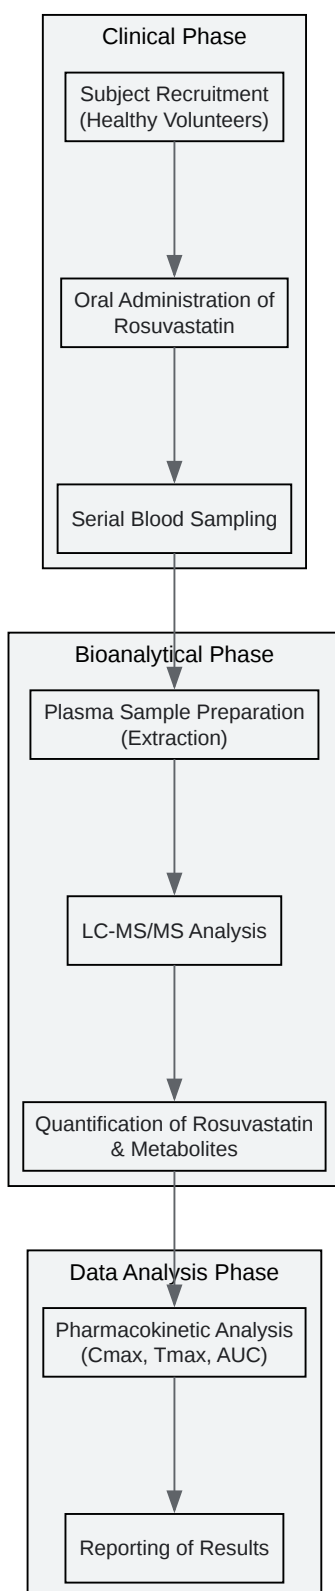 Clinical Phase
Subject Recruitment
(Healthy Volunteers)
Oral Administration of
Rosuvastatin
Serial Blood Sampling
Bioanalytical Phase
Plasma Sample Preparation
(Extraction)
LC-MS/MS Analysis
Quantification of Rosuvastatin
& Metabolites
Data Analysis Phase
Pharmacokinetic Analysis
(Cmax, Tmax, AUC)
Reporting of Results